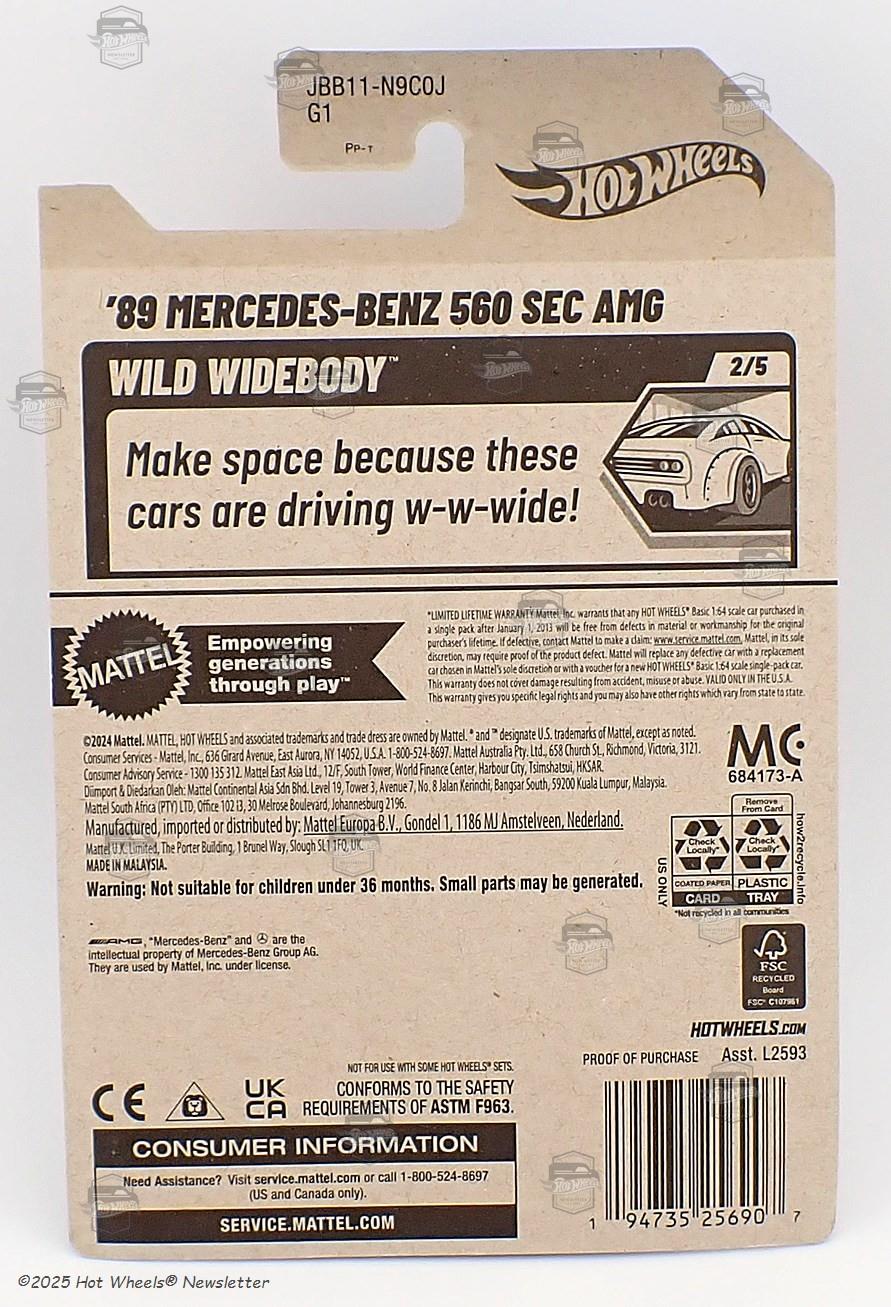 JBB11-N9C0J
G1
PP-T
HOT WHEELS
'89 MERCEDES-BENZ 560 SEC AMG
WILD WIDEBODY™
2/5
Make space because these
cars are driving w-w-wide!
MATTEL
Empowering
generations
through play™
*LIMITED LIFETIME WARRANTY Mattel, Inc. warrants that any HOT WHEELS® Basic 1:64 scale car purchased in
a single pack after January 1, 2013 will be free from defects in material or workmanship for the original
purchaser's lifetime. If defective, contact Mattel to make a claim: www.service.mattel.com. Mattel, in its sole
discretion, may require proof of the product defect. Mattel will replace any defective car with a replacement
car chosen in Mattel's sole discretion or with a voucher for a new HOT WHEELS® Basic 1:64 scale single-pack car.
This warranty does not cover damage resulting from accident, misuse or abuse. VALID ONLY IN THE U.S.A.
This warranty gives you specific legal rights and you may also have other rights which vary from state to state.
©2024 Mattel. MATTEL, HOT WHEELS and associated trademarks and trade dress are owned by Mattel. ® and ™ designate U.S. trademarks of Mattel, except as noted.
Consumer Services - Mattel, Inc., 636 Girard Avenue, East Aurora, NY 14052, U.S.A. 1-800-524-8697. Mattel Australia Pty. Ltd., 658 Church St., Richmond, Victoria, 3121.
Consumer Advisory Service - 1300 135 312. Mattel East Asia Ltd., 12/F, South Tower, World Finance Center, Harbour City, Tsimshatsui, HKSAR.
Diimport & Diedarkan Oleh: Mattel Continental Asia Sdn Bhd. Level 19, Tower 3, Avenue 7, No. 8 Jalan Kerinchi, Bangsar South, 59200 Kuala Lumpur, Malaysia.
Mattel South Africa (PTY) LTD, Office 102 I3, 30 Melrose Boulevard, Johannesburg 2196.
Manufactured, imported or distributed by: Mattel Europa B.V., Gondel 1, 1186 MJ Amstelveen, Nederland.
Mattel U.K. Limited, The Porter Building, 1 Brunel Way, Slough SL1 1FQ, UK.
MADE IN MALAYSIA.
Warning: Not suitable for children under 36 months. Small parts may be generated.
MC
684173-A
Remove
From Card
Check
Locally*
Check
Locally*
COATED PAPER
PLASTIC
CARD
TRAY
US ONLY
how2recycle.info
*Not recycled in all communities
AMG, "Mercedes-Benz" and are the
intellectual property of Mercedes-Benz Group AG.
They are used by Mattel, Inc. under license.
FSC
RECYCLED
Board
FSC® C107981
HOTWHEELS.COM
PROOF OF PURCHASE Asst. L2593
NOT FOR USE WITH SOME HOT WHEELS® SETS.
CE
UK
CA
CONFORMS TO THE SAFETY
REQUIREMENTS OF ASTM F963.
CONSUMER INFORMATION
Need Assistance? Visit service.mattel.com or call 1-800-524-8697
(US and Canada only).
SERVICE.MATTEL.COM
1 94735 25690 7
©2025 Hot Wheels® Newsletter